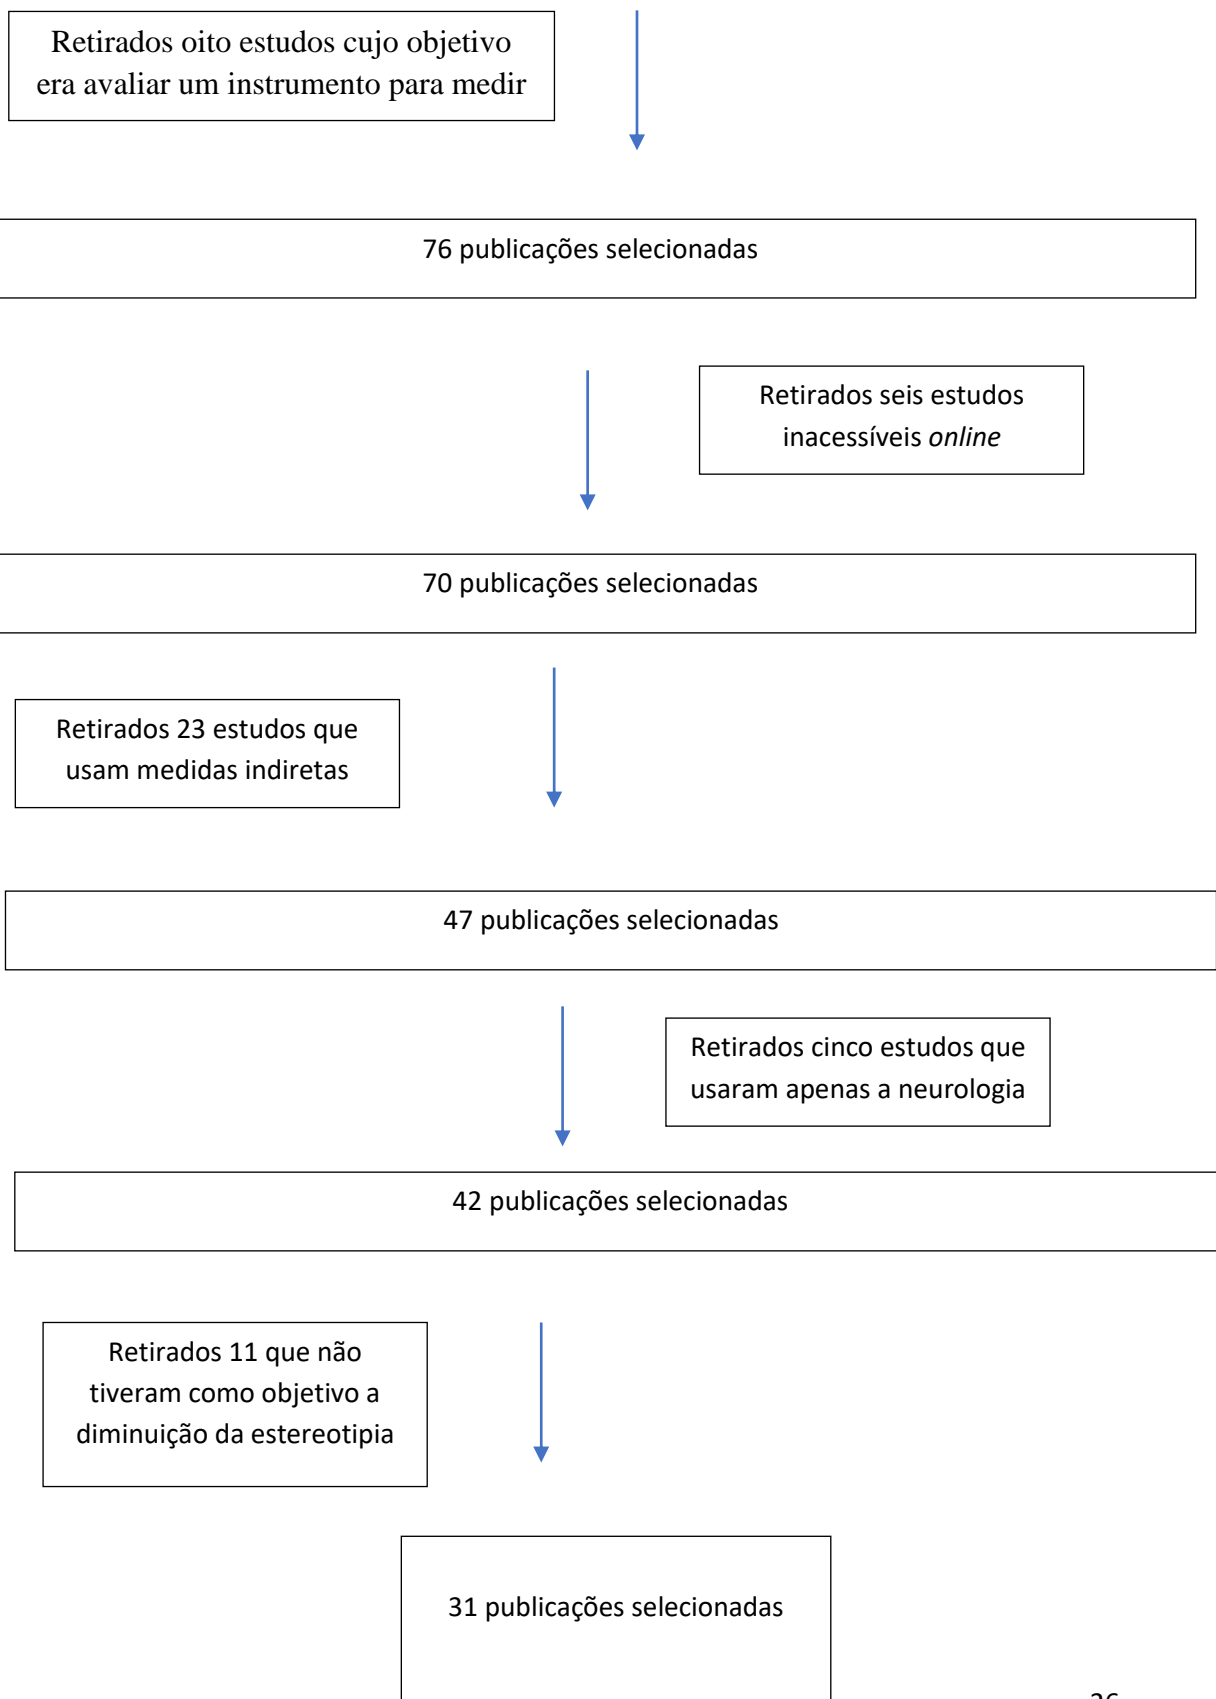 Retirados oito estudos cujo objetivo
era avaliar um instrumento para medir
76 publicações selecionadas
Retirados seis estudos
inacessíveis online
70 publicações selecionadas
Retirados 23 estudos que
usam medidas indiretas
47 publicações selecionadas
Retirados cinco estudos que
usaram apenas a neurologia
42 publicações selecionadas
Retirados 11 que não
tiveram como objetivo a
diminuição da estereotipia
31 publicações selecionadas